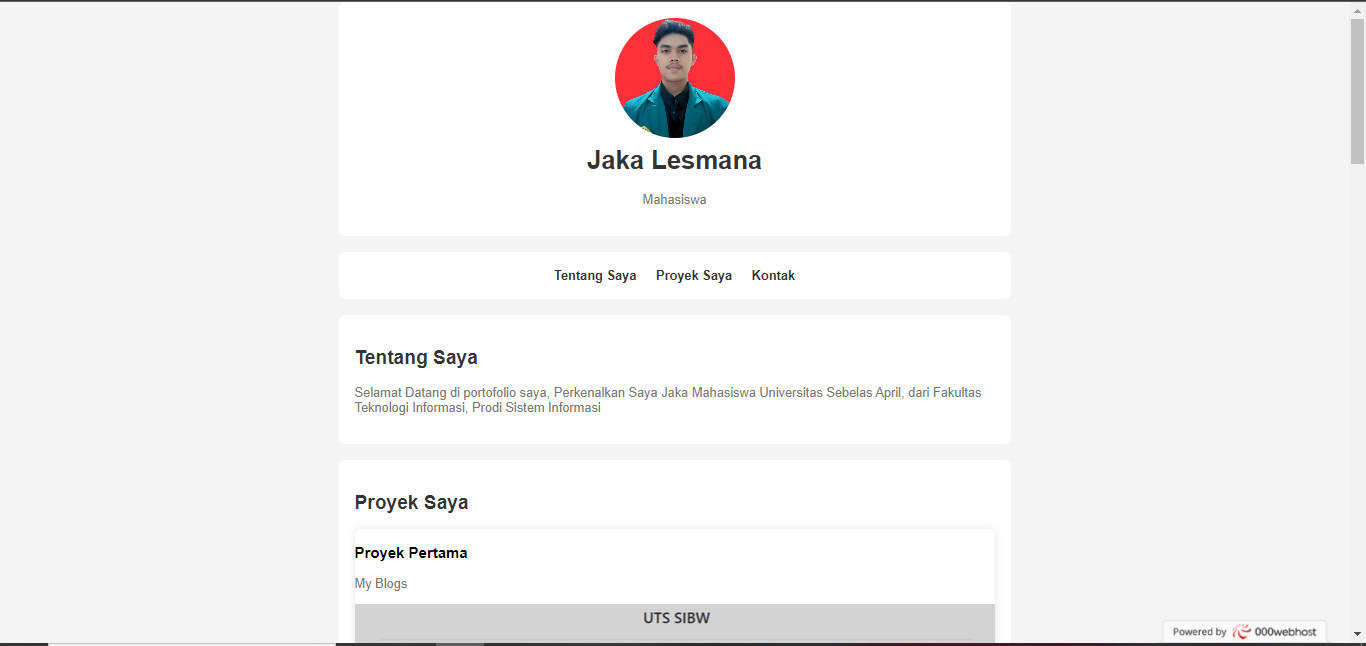 Jaka Lesmana
Mahasiswa
Tentang Saya Proyek Saya Kontak
Tentang Saya
Selamat Datang di portofolio saya, Perkenalkan Saya Jaka Mahasiswa Universitas Sebelas April, dari Fakultas
Teknologi Informasi, Prodi Sistem Informasi
Proyek Saya
Proyek Pertama
My Blogs
UTS SIBW
Powered by 000webhost